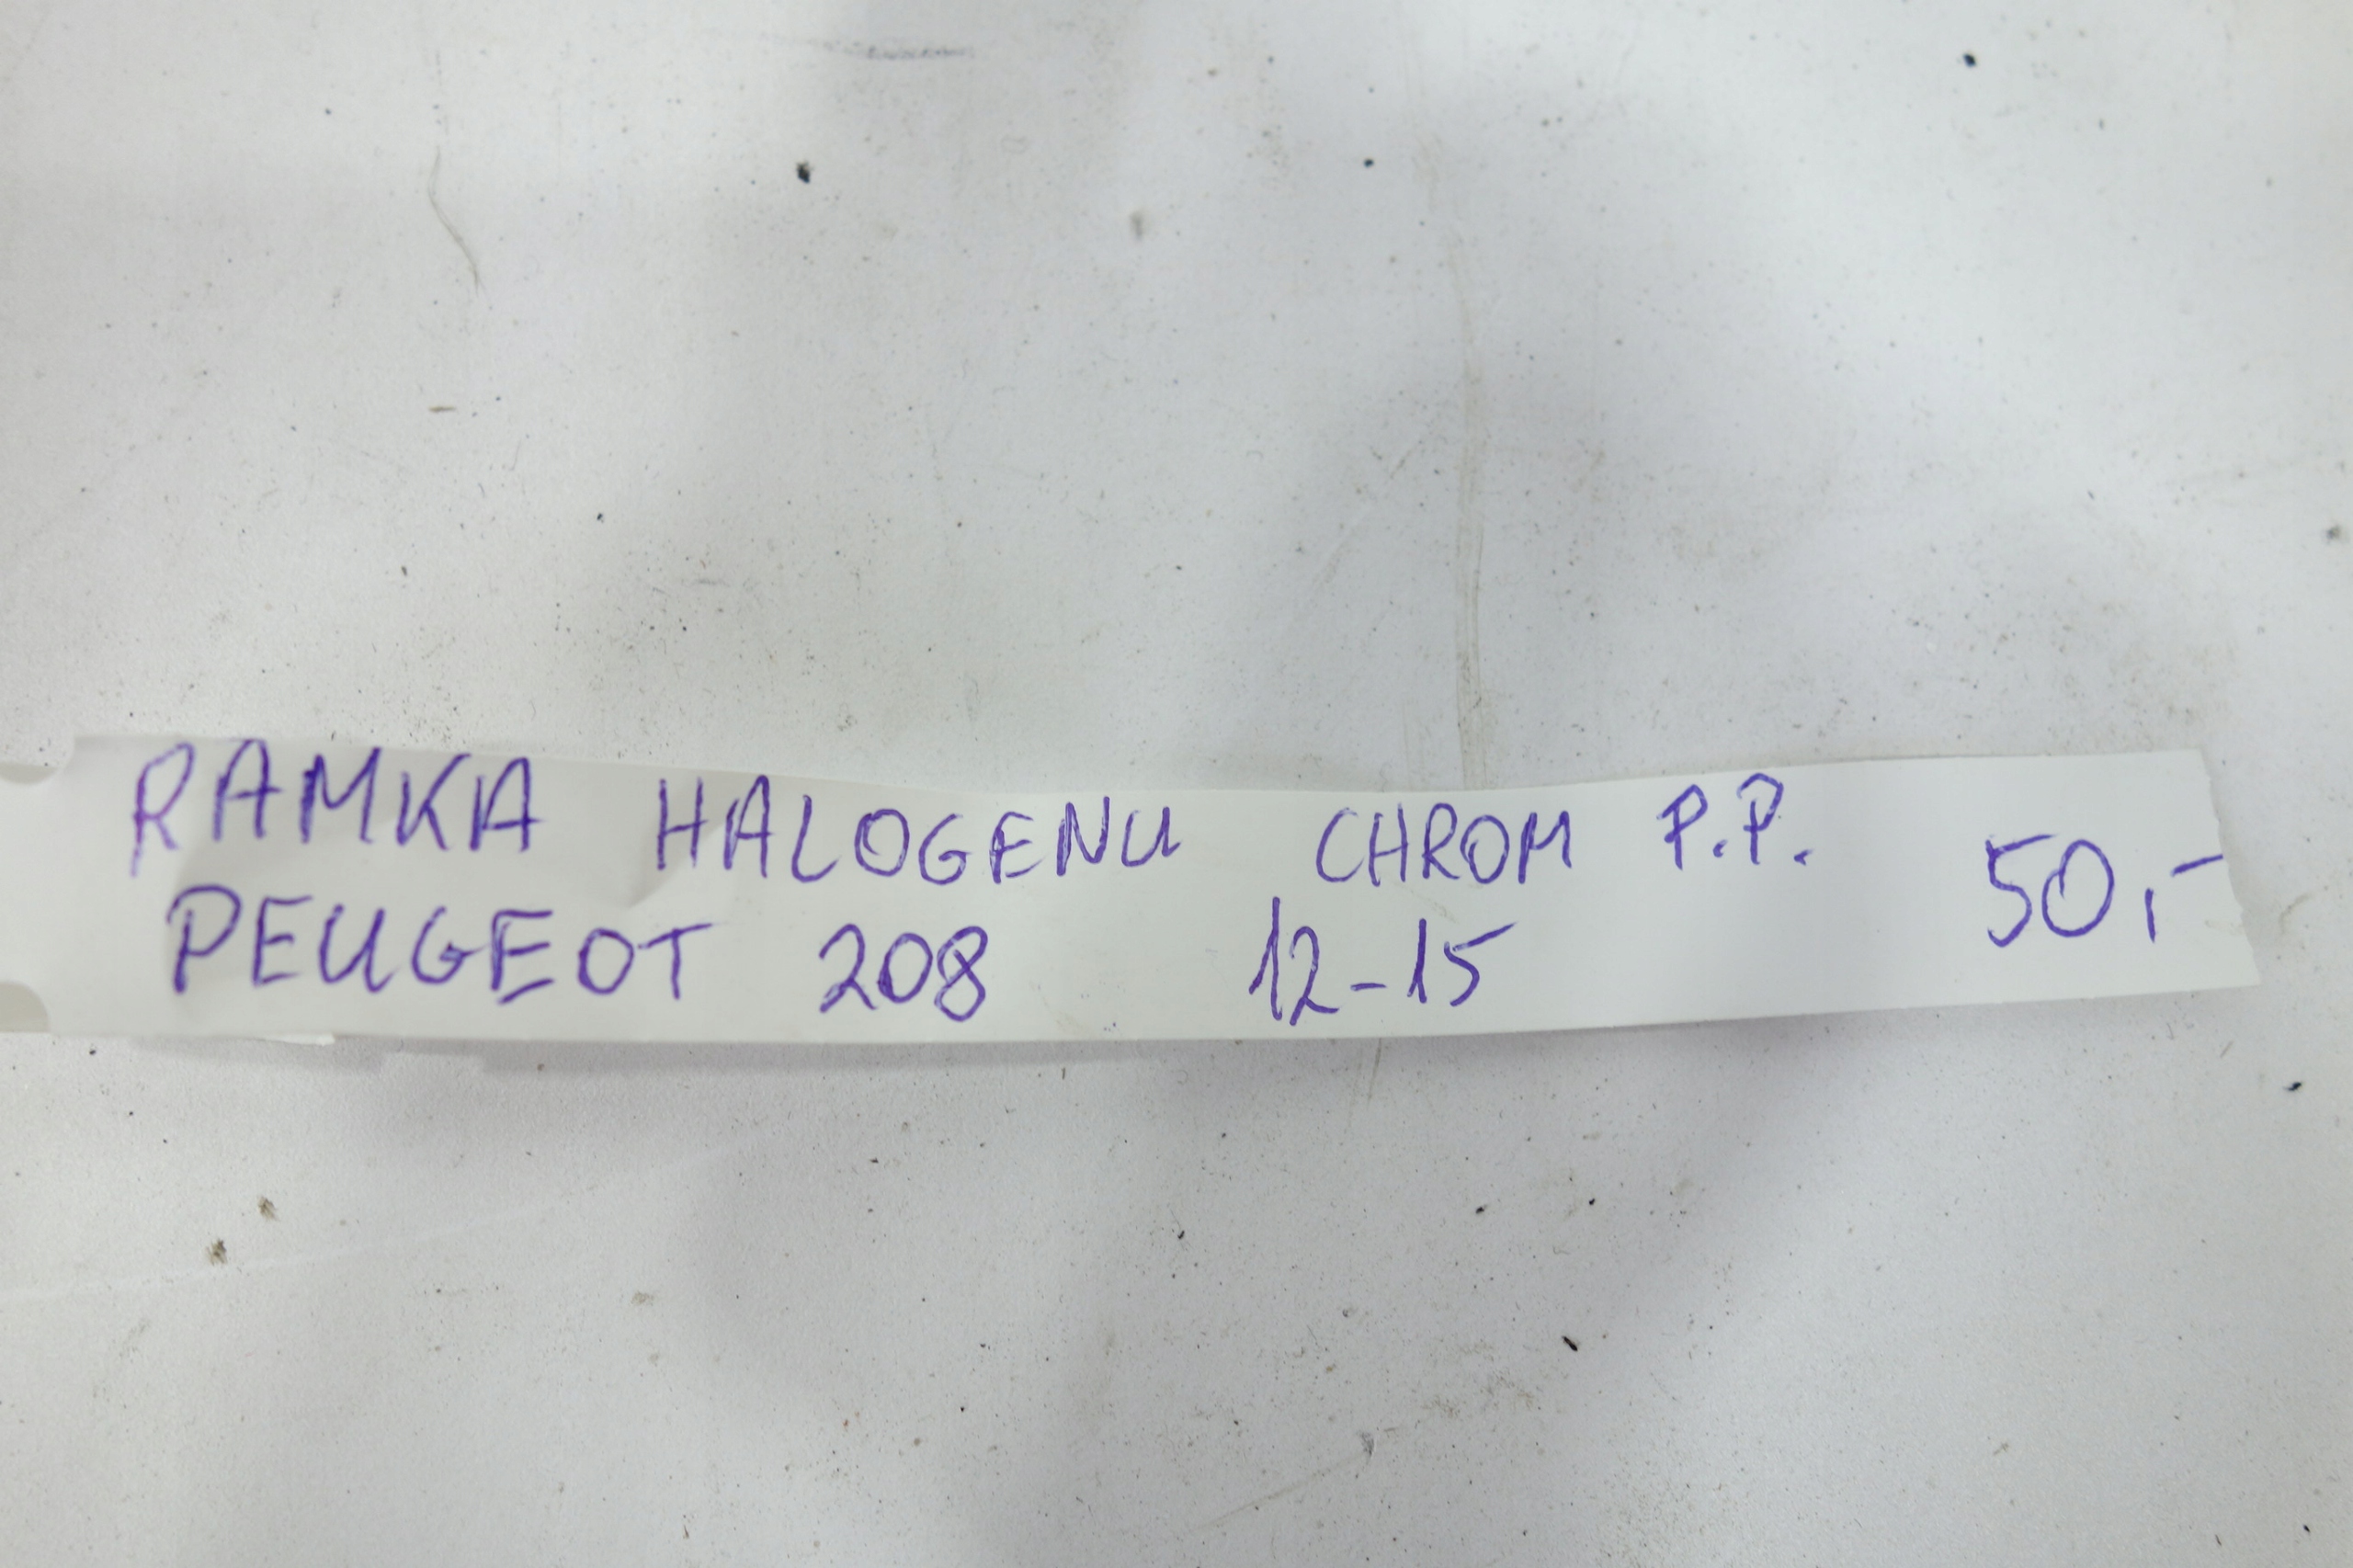 RAMKA HALOGENU CHROM P.P. 50,-
PEUGEOT 208 12-15